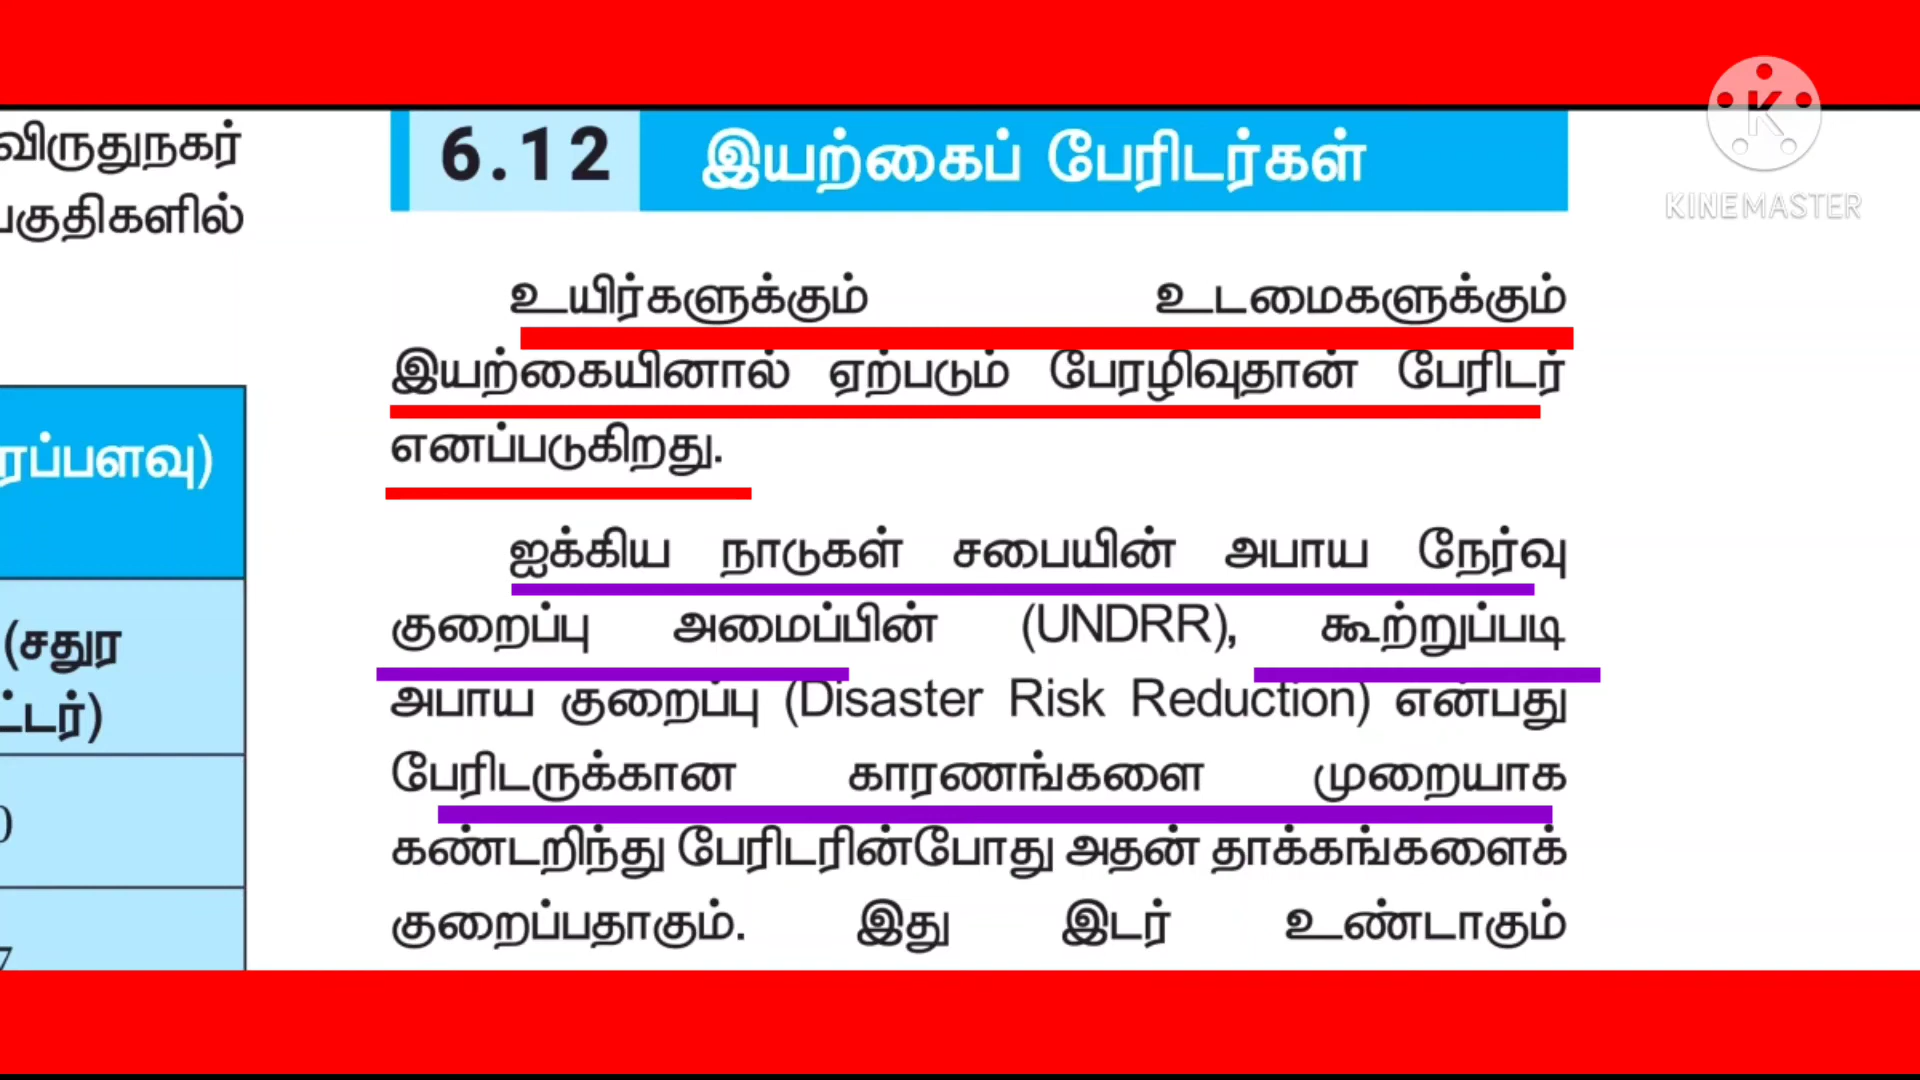 விருதுநகர்
பகுதிகளில்
ரப்பளவு)
(சதுர
ட்டர்)
0
7
6.12 இயற்கைப் பேரிடர்கள்
உயிர்களுக்கும் உடமைகளுக்கும்
இயற்கையினால் ஏற்படும் பேரழிவுதான் பேரிடர்
எனப்படுகிறது.
ஐக்கிய நாடுகள் சபையின் அபாய நேர்வு
குறைப்பு அமைப்பின் (UNDRR), கூற்றுப்படி
அபாய குறைப்பு (Disaster Risk Reduction) என்பது
பேரிடருக்கான காரணங்களை முறையாக
கண்டறிந்து பேரிடரின்போது அதன் தாக்கங்களைக்
குறைப்பதாகும். இது இடர் உண்டாகும்
K
KINEMASTER